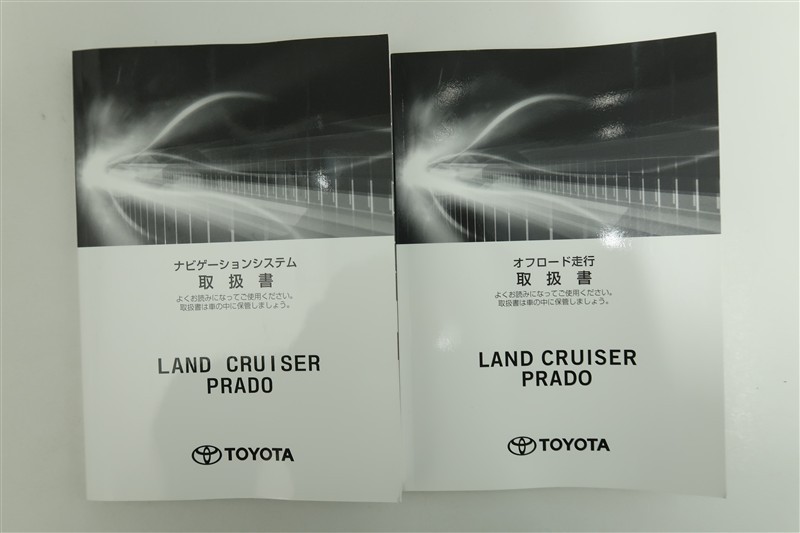 ナビゲーションシステム
取扱書
よくお読みになってご使用ください。
取扱書は車の中に保管しましょう。
LAND CRUISER
PRADO
TOYOTA
オフロード走行
取扱書
よくお読みになってご使用ください。
取扱書は車の中に保管しましょう。
LAND CRUISER
PRADO
TOYOTA